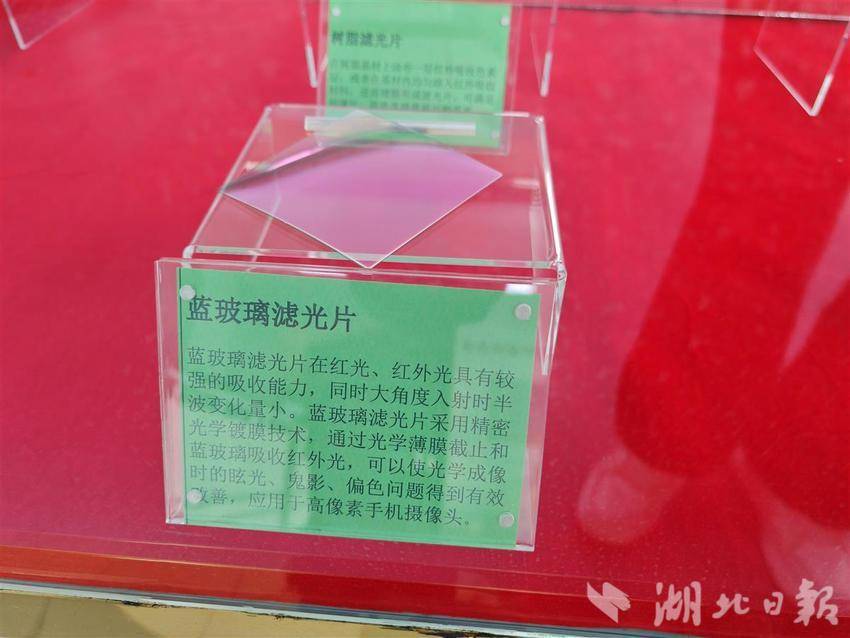 树脂滤光片
蓝玻璃滤光片
蓝玻璃滤光片在红光、红外光具有较
强的吸收能力，同时大角度入射时半
波变化量小。蓝玻璃滤光片采用精密
光学镀膜技术，通过光学薄膜截止和
蓝玻璃吸收红外光，可以使光学成像
时的眩光、鬼影、偏色问题得到有效
改善，应用于高像素手机摄像头。
湖北日报